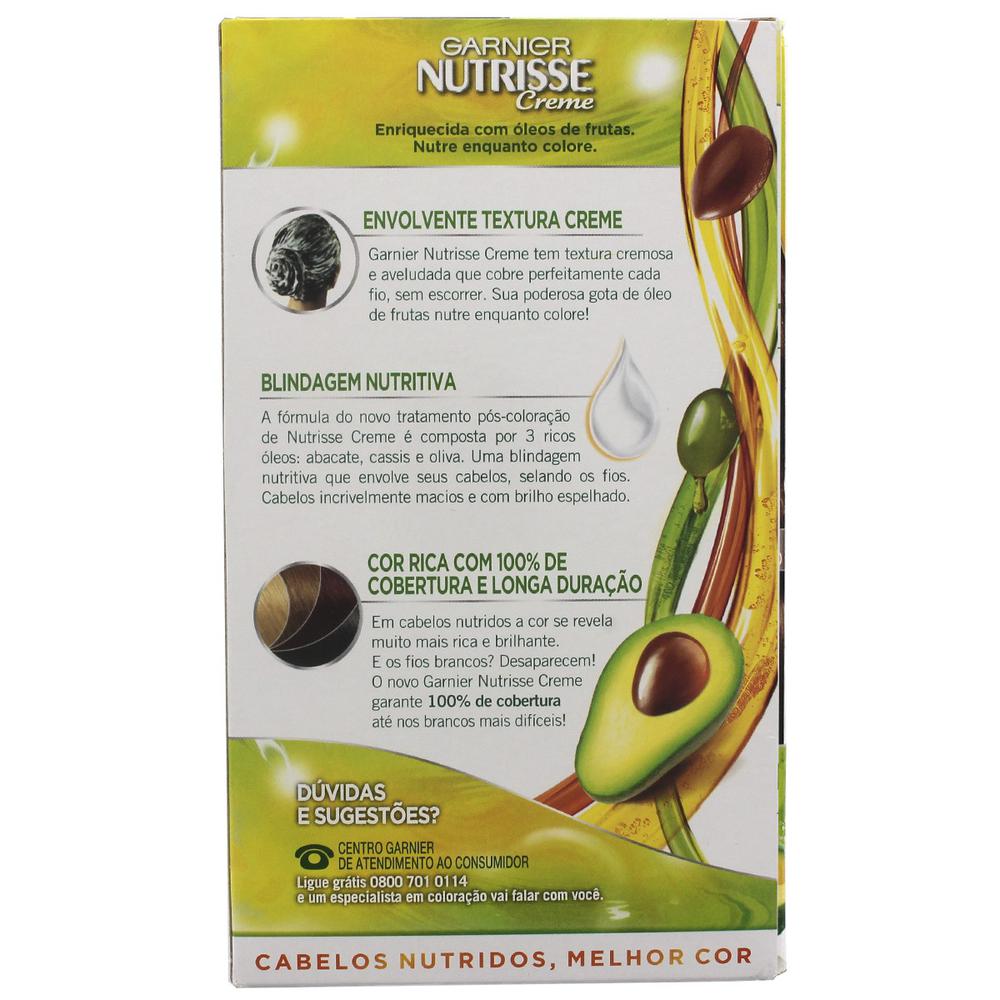 GARNIER
NUTRISSE
Creme
Enriquecida com óleos de frutas.
Nutre enquanto colore.
ENVOLVENTE TEXTURA CREME
Garnier Nutrisse Creme tem textura cremosa
e aveludada que cobre perfeitamente cada
fio, sem escorrer. Sua poderosa gota de óleo
de frutas nutre enquanto colore!
BLINDAGEM NUTRITIVA
A fórmula do novo tratamento pós-coloração
de Nutrisse Creme é composta por 3 ricos
óleos: abacate, cassis e oliva. Uma blindagem
nutritiva que envolve seus cabelos, selando os fios.
Cabelos incrivelmente macios e com brilho espelhado.
COR RICA COM 100% DE
COBERTURA E LONGA DURAÇÃO
Em cabelos nutridos a cor se revela
muito mais rica e brilhante.
E os fios brancos? Desaparecem!
O novo Garnier Nutrisse Creme
garante 100% de cobertura
até nos brancos mais difíceis!
DÚVIDAS
E SUGESTÕES?
CENTRO GARNIER
DE ATENDIMENTO AO CONSUMIDOR
Ligue grátis 0800 701 0114
e um especialista em coloração vai falar com você.
CABELOS NUTRIDOS, MELHOR COR